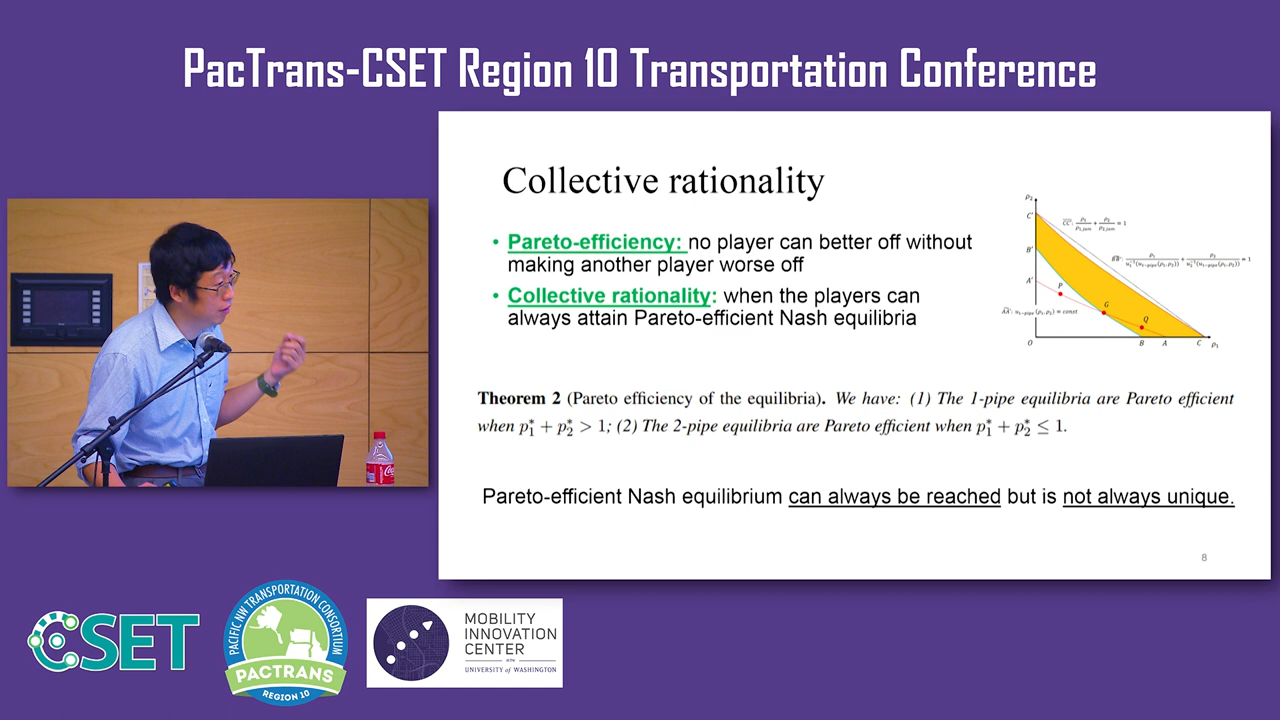 PacTrans-CSET Region 10 Transportation Conference
Collective rationality
• Pareto-efficiency: no player can better off without
making another player worse off
• Collective rationality: when the players can
always attain Pareto-efficient Nash equilibria
ρ₂
C'
B'
A'
P
G
Q
O
B
A
C
ρ₁
Theorem 2 (Pareto efficiency of the equilibria). We have: (1) The 1-pipe equilibria are Pareto efficient
when p₁* + p₂* > 1; (2) The 2-pipe equilibria are Pareto efficient when p₁* + p₂* ≤ 1.
Pareto-efficient Nash equilibrium can always be reached but is not always unique.
8
CSET
PACIFIC NW TRANSPORTATION CONSORTIUM
PACTRANS
REGION 10
MOBILITY
INNOVATION
CENTER
UNIVERSITY of WASHINGTON